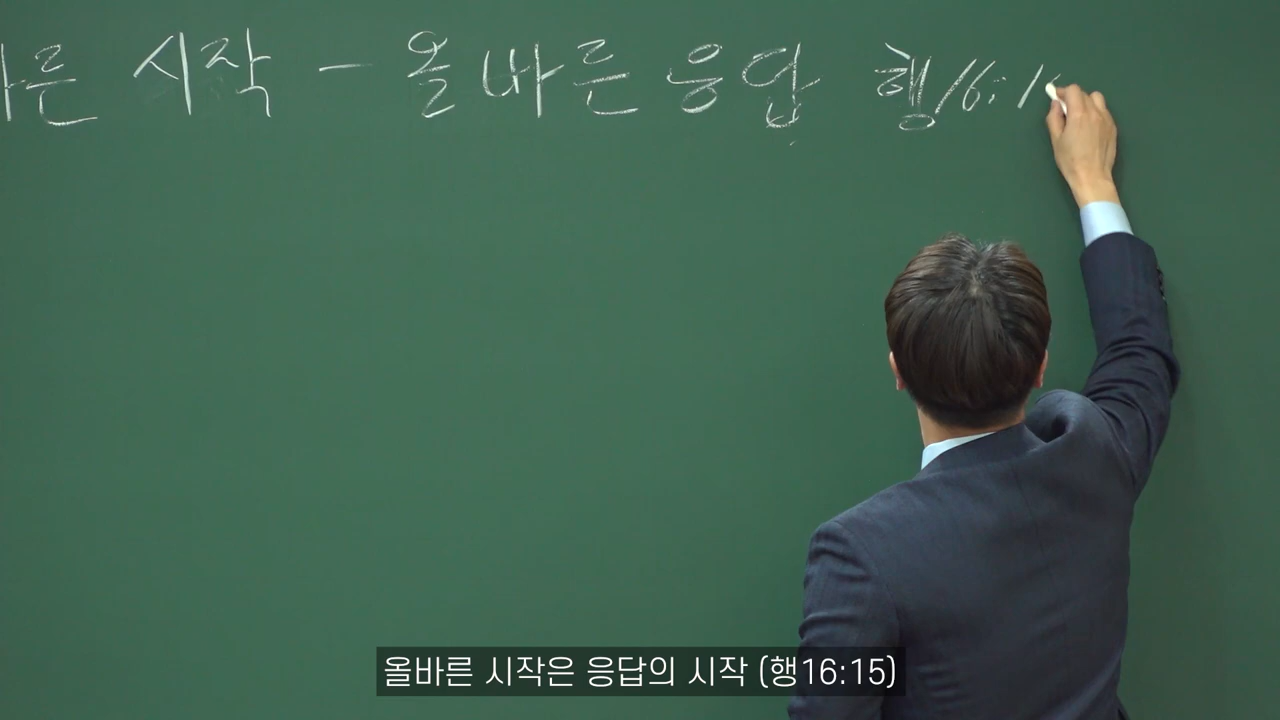 바른 시작 - 올바른 응답 행16:1
올바른 시작은 응답의 시작 (행16:15)